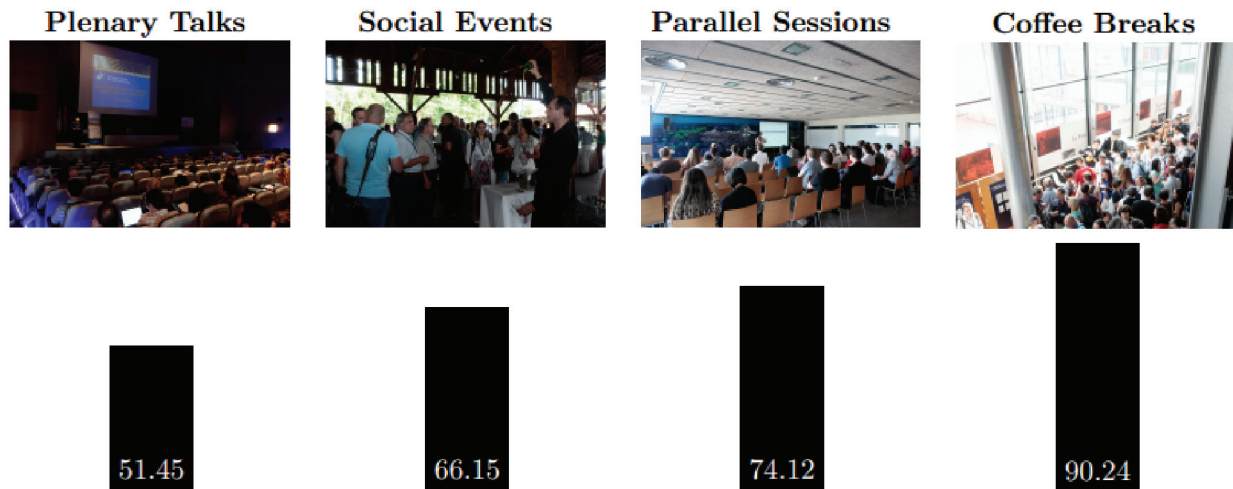 Plenary Talks
Social Events
Parallel Sessions
Coffee Breaks
51.45
66.15
74.12
90.24